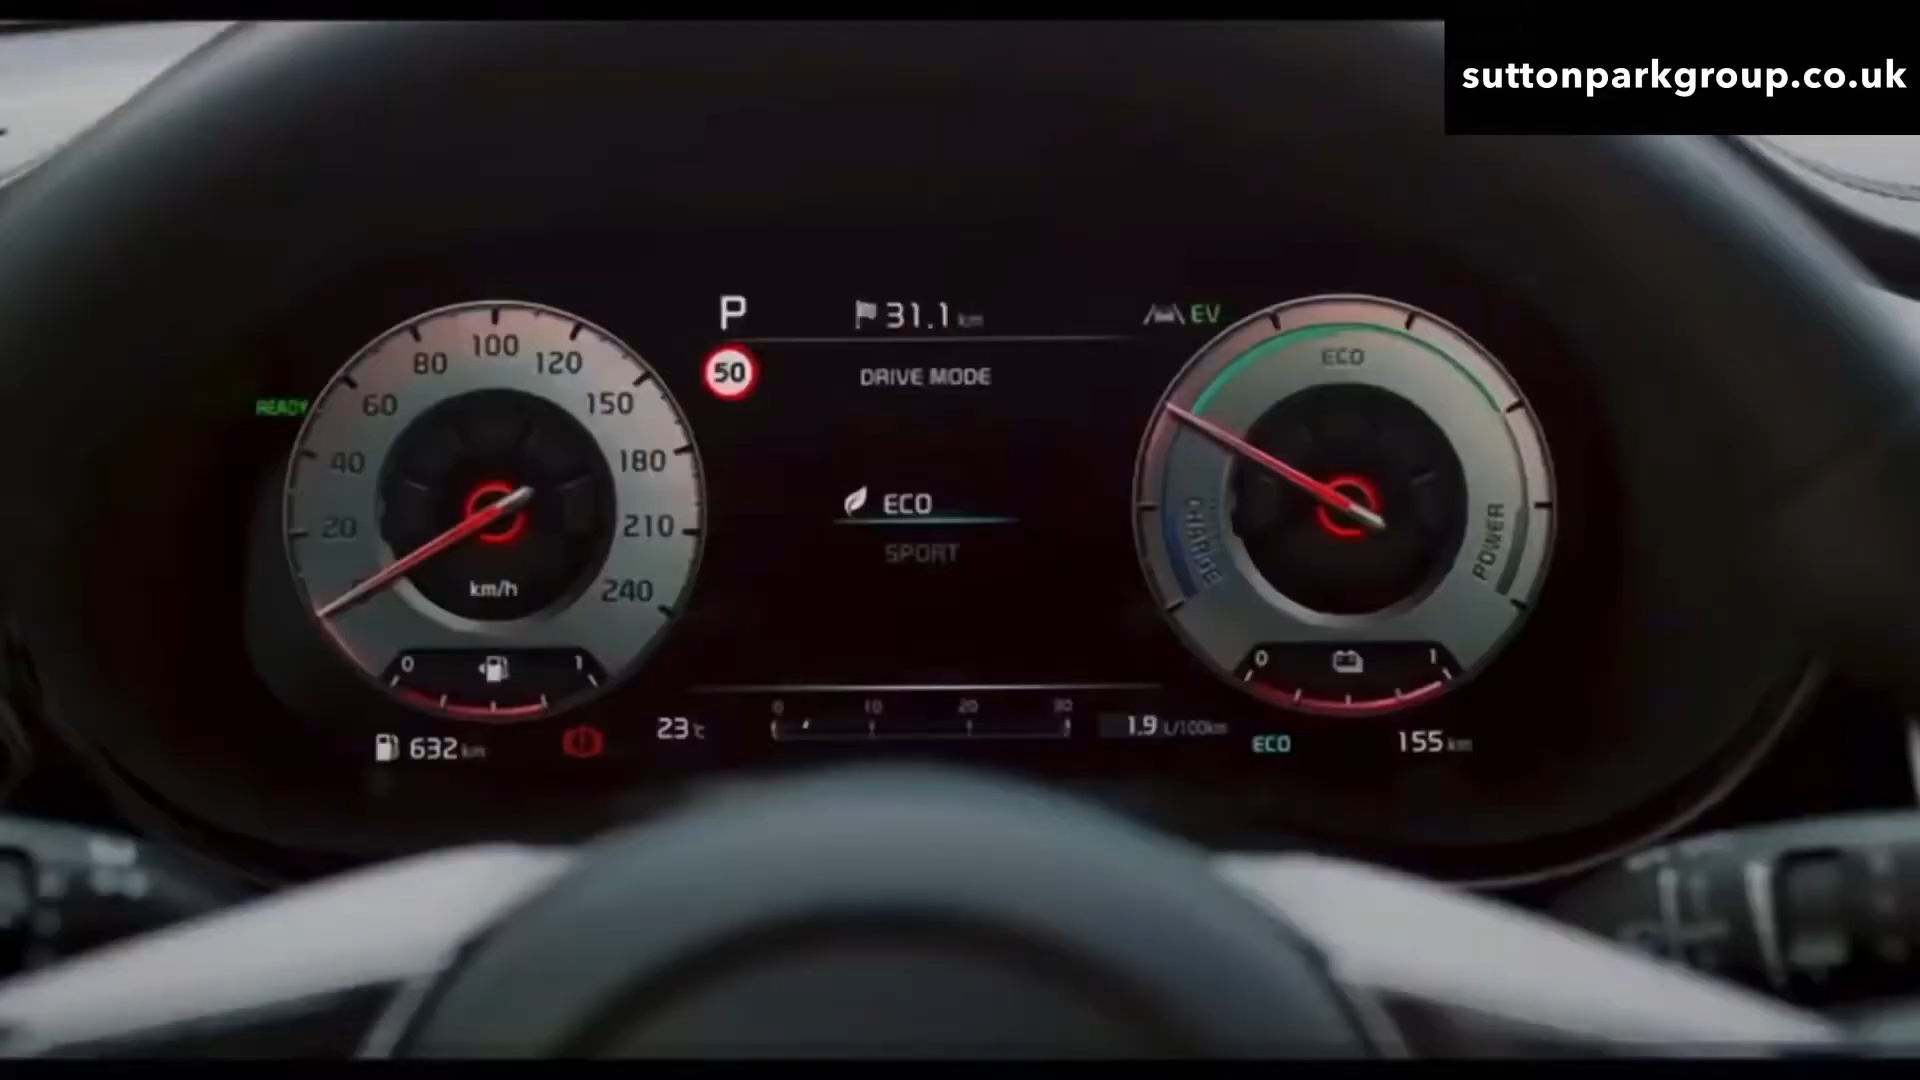 suttonparkgroup.co.uk
P
31.1 km
EV
50
DRIVE MODE
ECO
SPORT
READY
20
40
60
80
100
120
150
180
210
240
km/h
0
1
632 km
23 °C
0 10 20 30
1.9 L/100km
ECO
CHARGE
POWER
0
1
ECO
155 km